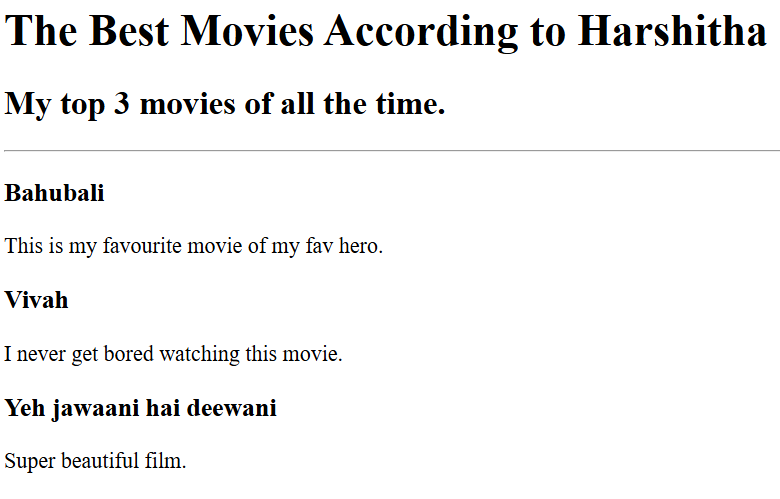 The Best Movies According to Harshitha
My top 3 movies of all the time.
Bahubali
This is my favourite movie of my fav hero.
Vivah
I never get bored watching this movie.
Yeh jawaani hai deewani
Super beautiful film.